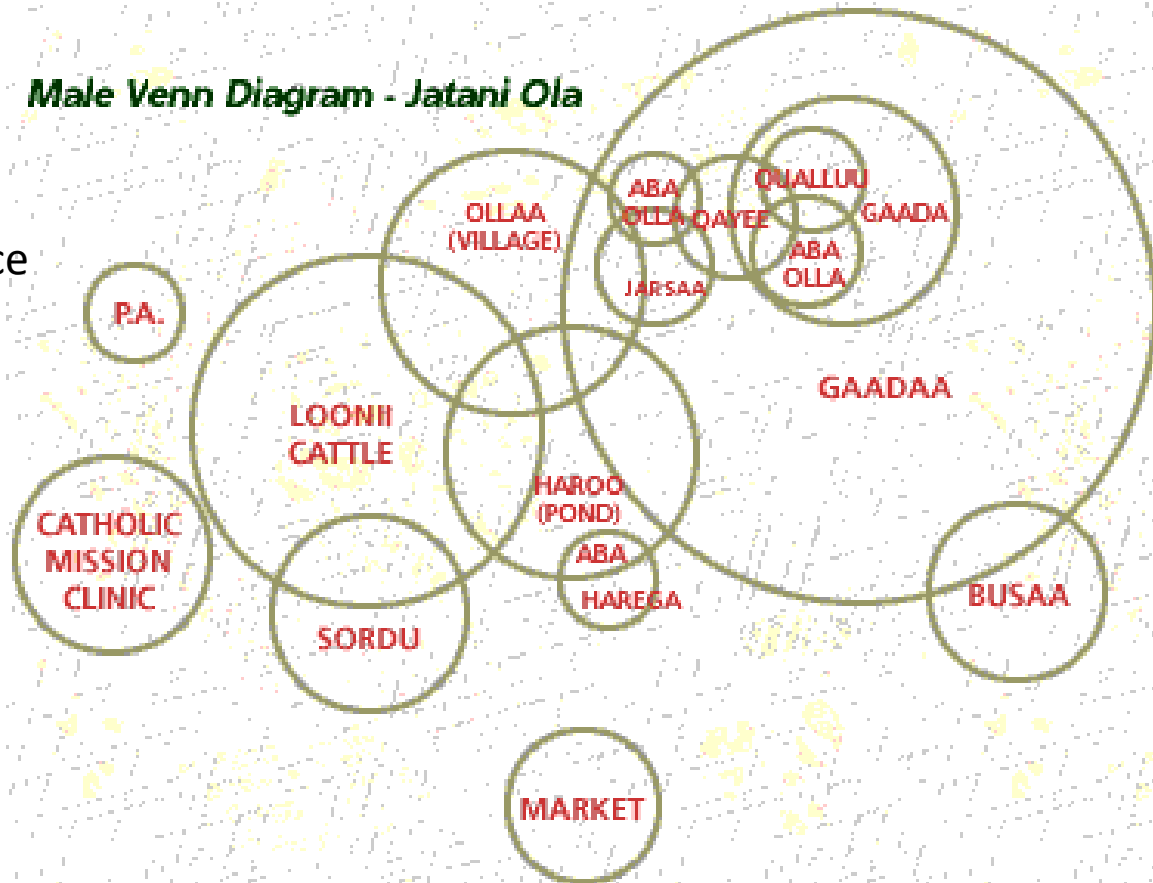 Male Venn Diagram - Jatani Ola
ce
OLLAA
(VILLAGE)
ABA
OLLA
QAYEE
QUALLUU
GAADA
ABA
OLLA
JARSAA
P.A.
LOONII
CATTLE
GAADAA
HAROO
(POND)
CATHOLIC
MISSION
CLINIC
ABA
HAREGA
BUSAA
SORDU
MARKET